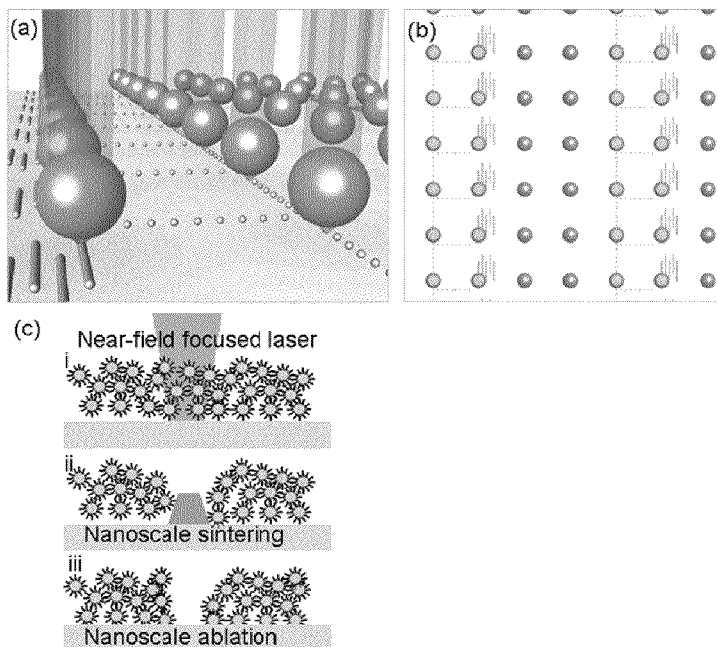 (a)
(b)
(c)
Near-field focused laser
i
ii
Nanoscale sintering
iii
Nanoscale ablation